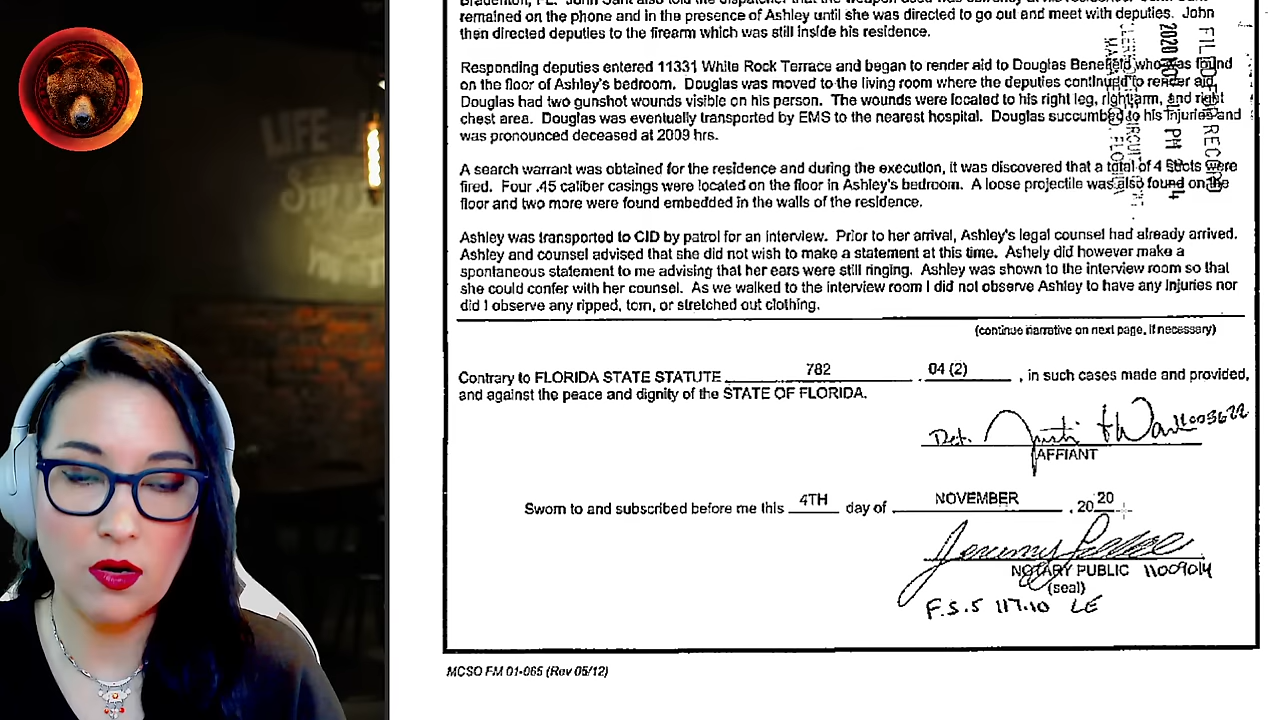 LIFE
remained on the phone and in the presence of Ashley until she was directed to go out and meet with deputies. John
then directed deputies to the firearm which was still inside his residence.
Responding deputies entered 11331 White Rock Terrace and began to render aid to Douglas Benefield who was found
on the floor of Ashley's bedroom. Douglas was moved to the living room where the deputies continued to render aid.
Douglas had two gunshot wounds visible on his person. The wounds were located to his right leg, right arm, and right
chest area. Douglas was eventually transported by EMS to the nearest hospital. Douglas succumbed to his injuries and
was pronounced deceased at 2009 hrs.
A search warrant was obtained for the residence and during the execution, it was discovered that a total of 4 shots were
fired. Four .45 caliber casings were located on the floor in Ashley's bedroom. A loose projectile was also found on the
floor and two more were found embedded in the walls of the residence.
Ashley was transported to CID by patrol for an interview. Prior to her arrival, Ashley's legal counsel had already arrived.
Ashley and counsel advised that she did not wish to make a statement at this time. Ashely did however make a
spontaneous statement to me advising that her ears were still ringing. Ashley was shown to the interview room so that
she could confer with her counsel. As we walked to the interview room I did not observe Ashley to have any injuries nor
did I observe any ripped, torn, or stretched out clothing.
(continue narrative on next page, if necessary)
Contrary to FLORIDA STATE STATUTE 782 . 04 (2) , in such cases made and provided,
and against the peace and dignity of the STATE OF FLORIDA.
Det.
AFFIANT
Sworn to and subscribed before me this 4TH day of NOVEMBER , 20 20
NOTARY PUBLIC 11009014
(seal)
F.S.S 117.10 LE
MCSO FM 01-065 (Rev 05/12)
FILED FOR RECORD
2020 NOV PM